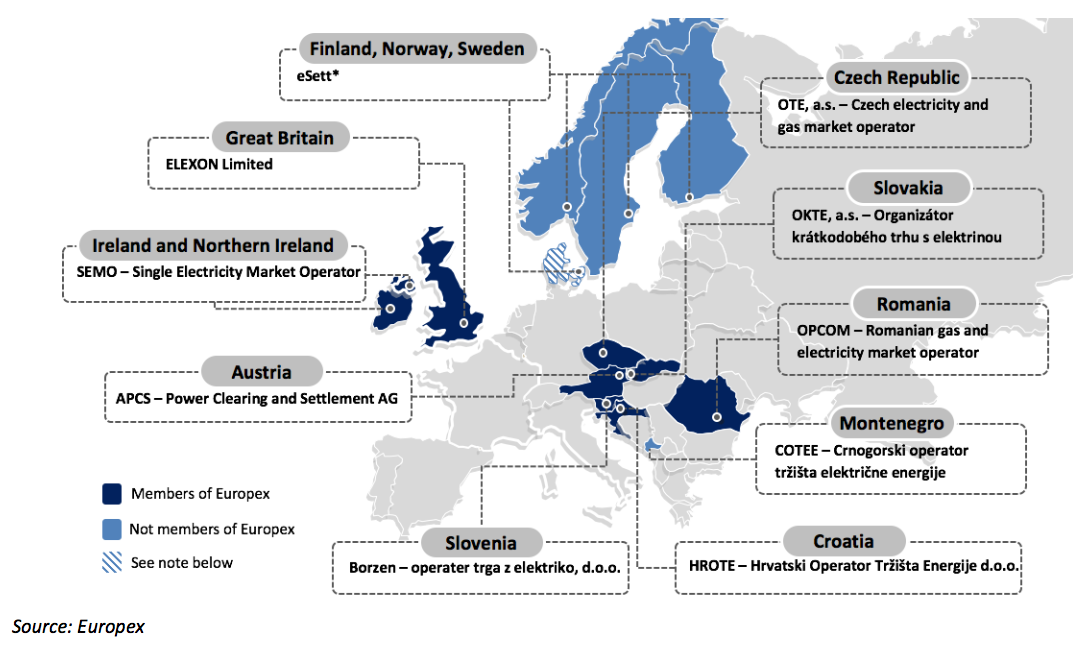 Finland, Norway, Sweden
eSett*
Czech Republic
OTE, a.s. – Czech electricity and
gas market operator
Great Britain
ELEXON Limited
Slovakia
OKTE, a.s. – Organizátor
krátkodobého trhu s elektrinou
Ireland and Northern Ireland
SEMO – Single Electricity Market Operator
Romania
OPCOM – Romanian gas and
electricity market operator
Austria
APCS – Power Clearing and Settlement AG
Montenegro
COTEE – Crnogorski operator
tržišta električne energije
Members of Europex
Not members of Europex
See note below
Slovenia
Borzen – operater trga z elektriko, d.o.o.
Croatia
HROTE – Hrvatski Operator Tržišta Energije d.o.o.
Source: Europex